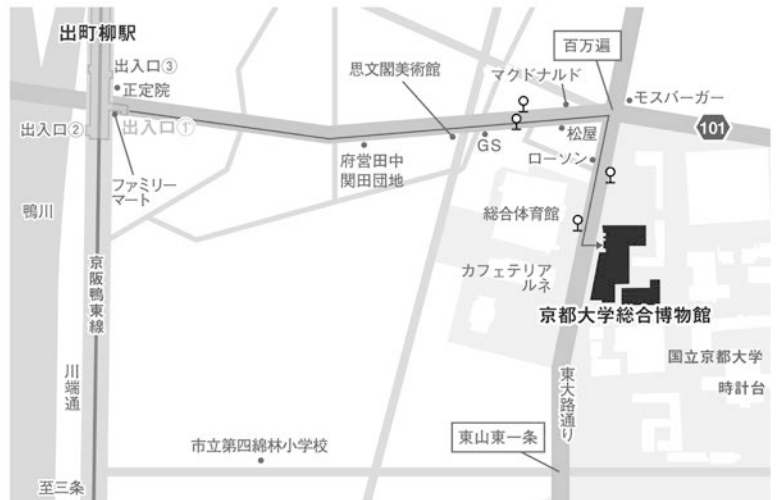 出町柳駅
出入口③
正定院
出入口②
出入口①
ファミリー
マート
鴨川
京阪鴨東線
川端通
至三条
府営田中
関田団地
思文閣美術館
GS
マクドナルド
百万遍
モスバーガー
101
松屋
ローソン
総合体育館
カフェテリア
ルネ
京都大学総合博物館
国立京都大学
時計台
東大路通り
東山東一条
市立第四綿林小学校